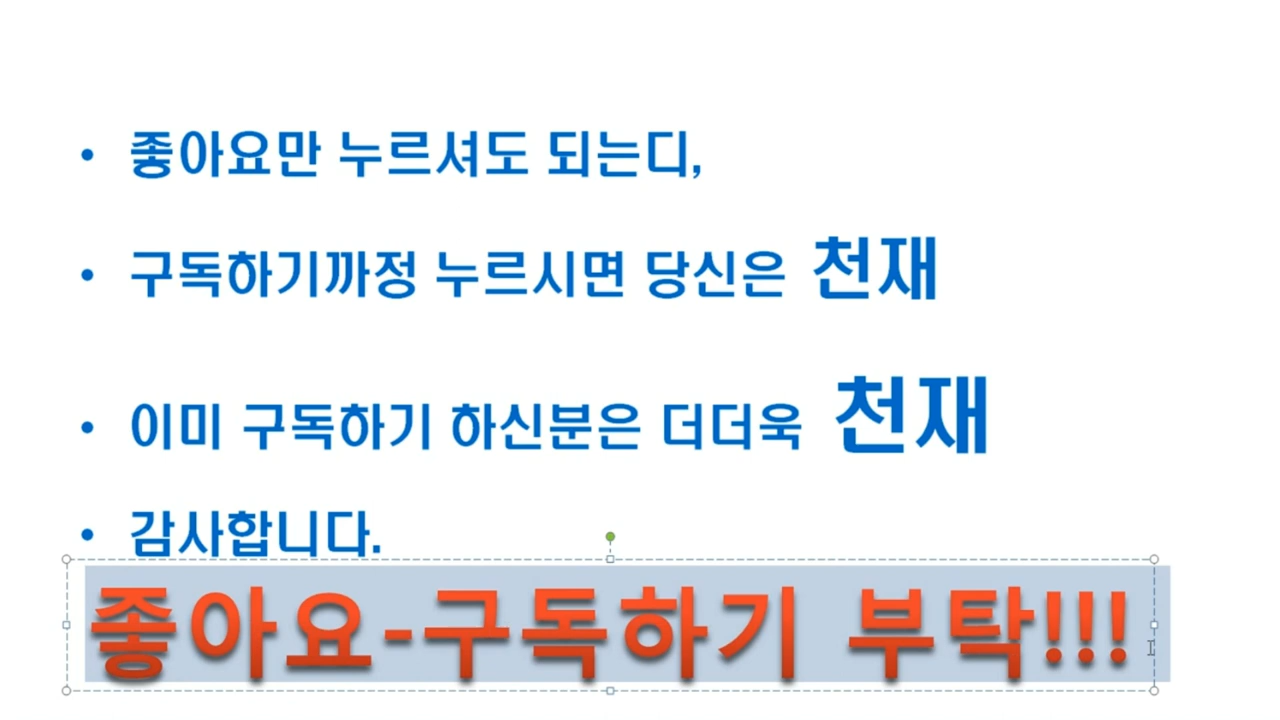 • 좋아요만 누르셔도 되는디,
• 구독하기까정 누르시면 당신은 천재
• 이미 구독하기 하신분은 더더욱 천재
• 감사합니다.
좋아요-구독하기 부탁!!!